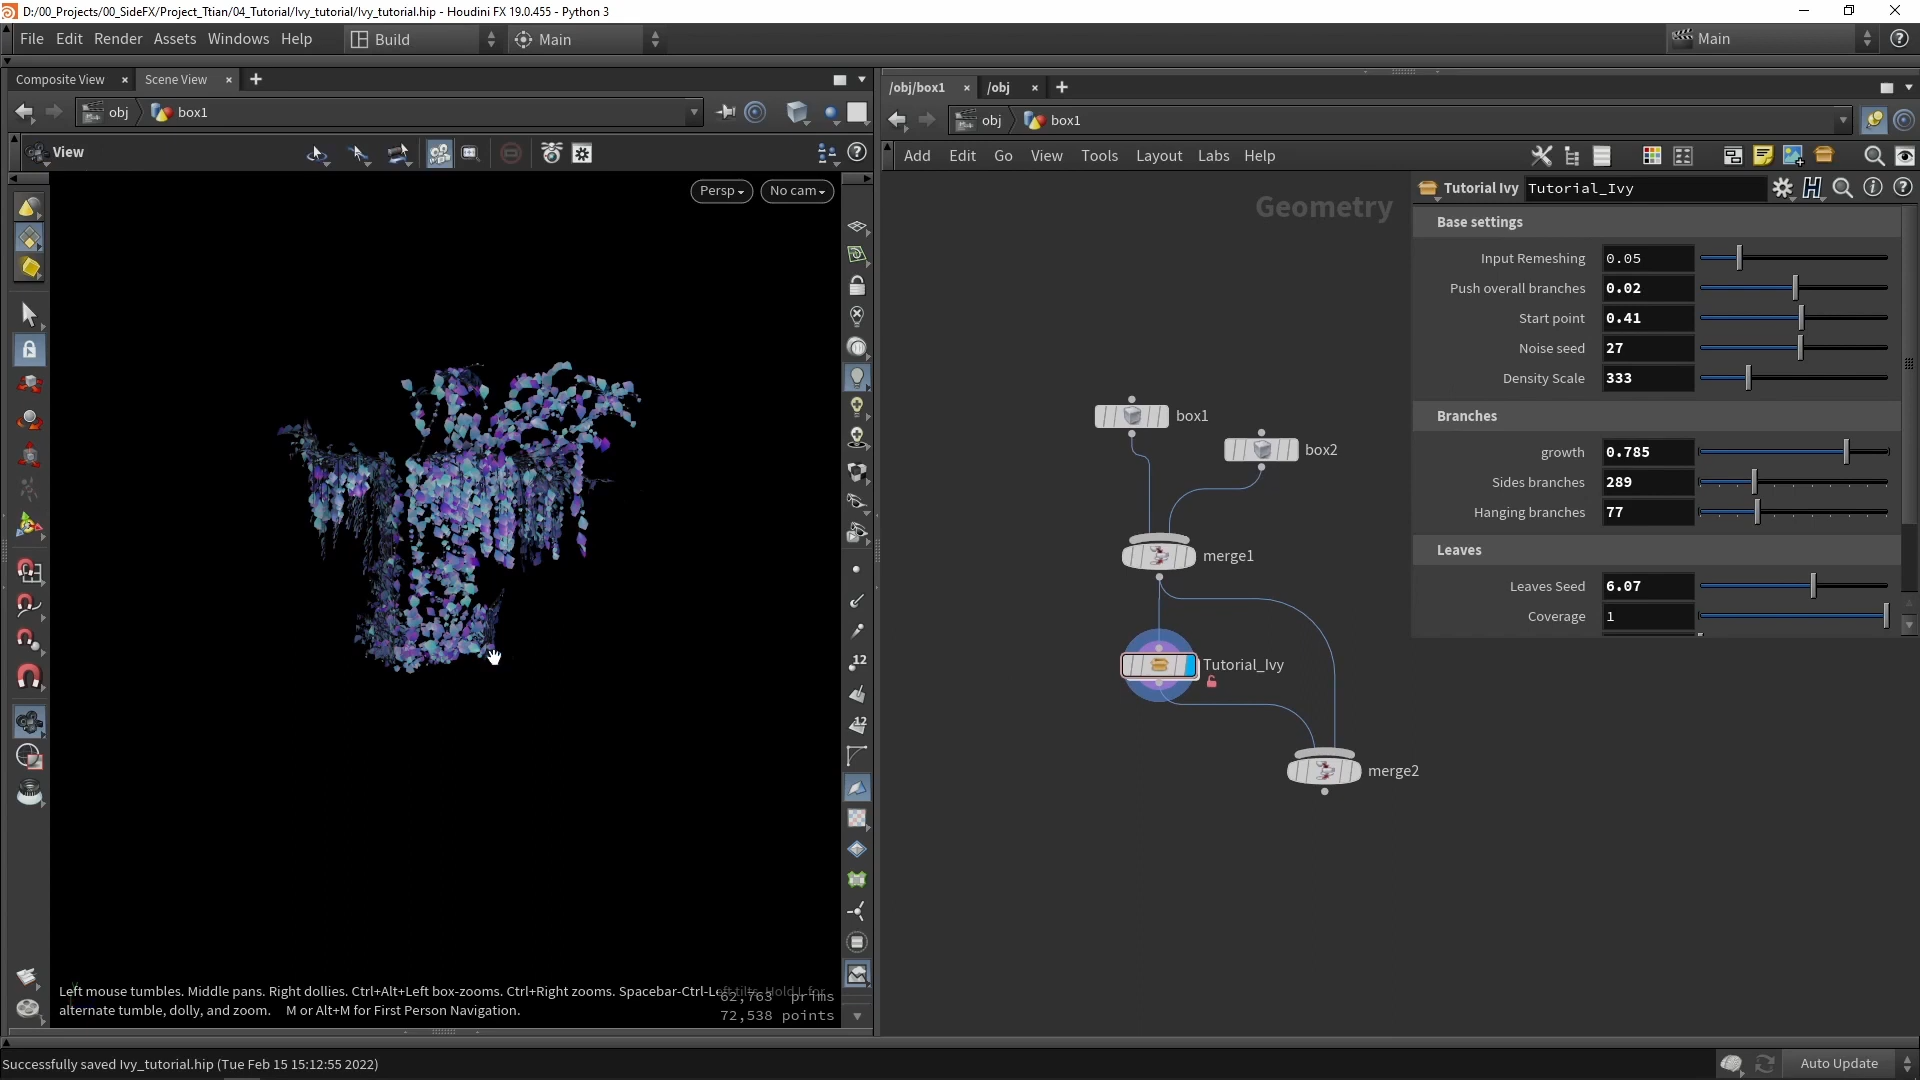 D:/00_Projects/00_SideFX/Project_Ttian/04_Tutorial/Ivy_tutorial/Ivy_tutorial.hip - Houdini FX 19.0.455 - Python 3
File Edit Render Assets Windows Help Build Main Main
Composite View Scene View
obj box1
View
Persp No cam
12
12
Left mouse tumbles. Middle pans. Right dollies. Ctrl+Alt+Left box-zooms. Ctrl+Right zooms. Spacebar-Ctrl-Left tilts. Hold L for
alternate tumble, dolly, and zoom. M or Alt+M for First Person Navigation.
62,763 prims
72,538 points
/obj/box1 /obj
obj box1
Add Edit Go View Tools Layout Labs Help
Geometry
box1
box2
merge1
Tutorial_Ivy
merge2
Tutorial Ivy Tutorial_Ivy
Base settings
Input Remeshing 0.05
Push overall branches 0.02
Start point 0.41
Noise seed 27
Density Scale 333
Branches
growth 0.785
Sides branches 289
Hanging branches 77
Leaves
Leaves Seed 6.07
Coverage 1
Successfully saved Ivy_tutorial.hip (Tue Feb 15 15:12:55 2022)
Auto Update